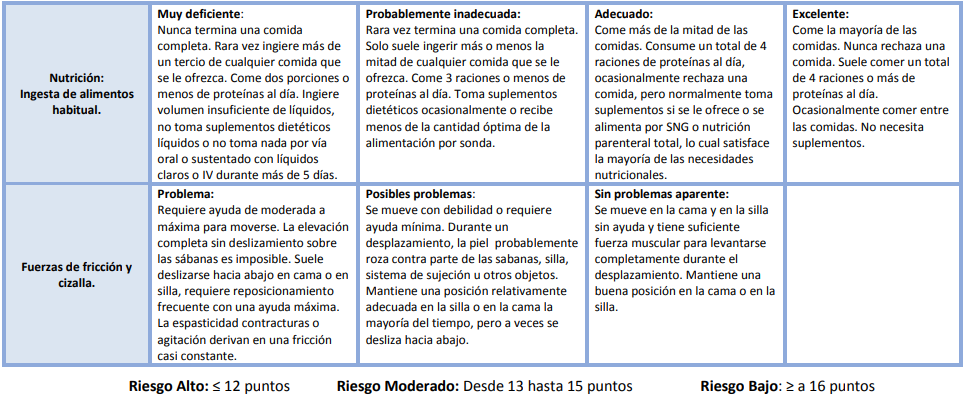 Nutrición:
Ingesta de alimentos
habitual.
Muy deficiente:
Nunca termina una comida
completa. Rara vez ingiere más de
un tercio de cualquier comida que
se le ofrezca. Come dos porciones o
menos de proteínas al día. Ingiere
volumen insuficiente de líquidos,
no toma suplementos dietéticos
líquidos o no toma nada por vía
oral o sustentado con líquidos
claros o IV durante más de 5 días.
Probablemente inadecuada:
Rara vez termina una comida completa.
Solo suele ingerir más o menos la
mitad de cualquier comida que se le
ofrezca. Come 3 raciones o menos de
proteínas al día. Toma suplementos
dietéticos ocasionalmente o recibe
menos de la cantidad óptima de la
alimentación por sonda.
Adecuado:
Come más de la mitad de las
comidas. Consume un total de 4
raciones de proteínas al día,
ocasionalmente rechaza una
comida, pero normalmente toma
suplementos si se le ofrece o se
alimenta por SNG o nutrición
parenteral total, lo cual satisface
la mayoría de las necesidades
nutricionales.
Excelente:
Come la mayoría de las
comidas. Nunca rechaza una
comida. Suele comer un total
de 4 raciones o más de
proteínas al día.
Ocasionalmente comer entre
las comidas. No necesita
suplementos.
Fuerzas de fricción y
cizalla.
Problema:
Requiere ayuda de moderada a
máxima para moverse. La elevación
completa sin deslizamiento sobre
las sábanas es imposible. Suele
deslizarse hacia abajo en cama o en
silla, requiere reposicionamiento
frecuente con una ayuda máxima.
La espasticidad contracturas o
agitación derivan en una fricción
casi constante.
Posibles problemas:
Se mueve con debilidad o requiere
ayuda mínima. Durante un
desplazamiento, la piel probablemente
roza contra parte de las sabanas, silla,
sistema de sujeción u otros objetos.
Mantiene una posición relativamente
adecuada en la silla o en la cama la
mayoría del tiempo, pero a veces se
desliza hacia abajo.
Sin problemas aparente:
Se mueve en la cama y en la silla
sin ayuda y tiene suficiente
fuerza muscular para levantarse
completamente durante el
desplazamiento. Mantiene una
buena posición en la cama o en la
silla.
Riesgo Alto: ≤ 12 puntos Riesgo Moderado: Desde 13 hasta 15 puntos Riesgo Bajo: ≥ a 16 puntos